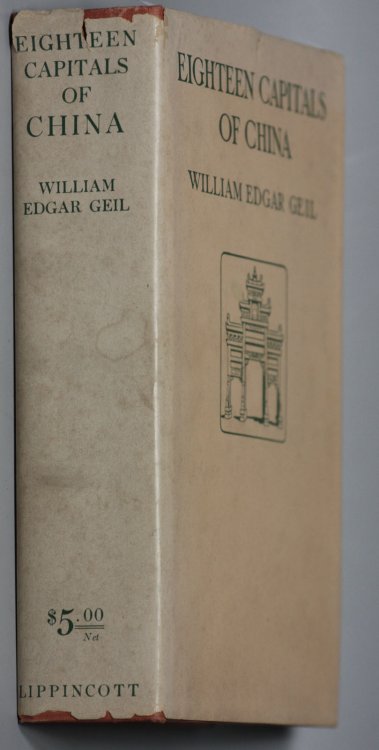 EIGHTEEN
CAPITALS
OF
CHINA
WILLIAM
EDGAR GEIL
$5.00
Net
LIPPINCOTT
EIGHTEEN CAPITALS
OF CHINA
WILLIAM EDGAR GEIL